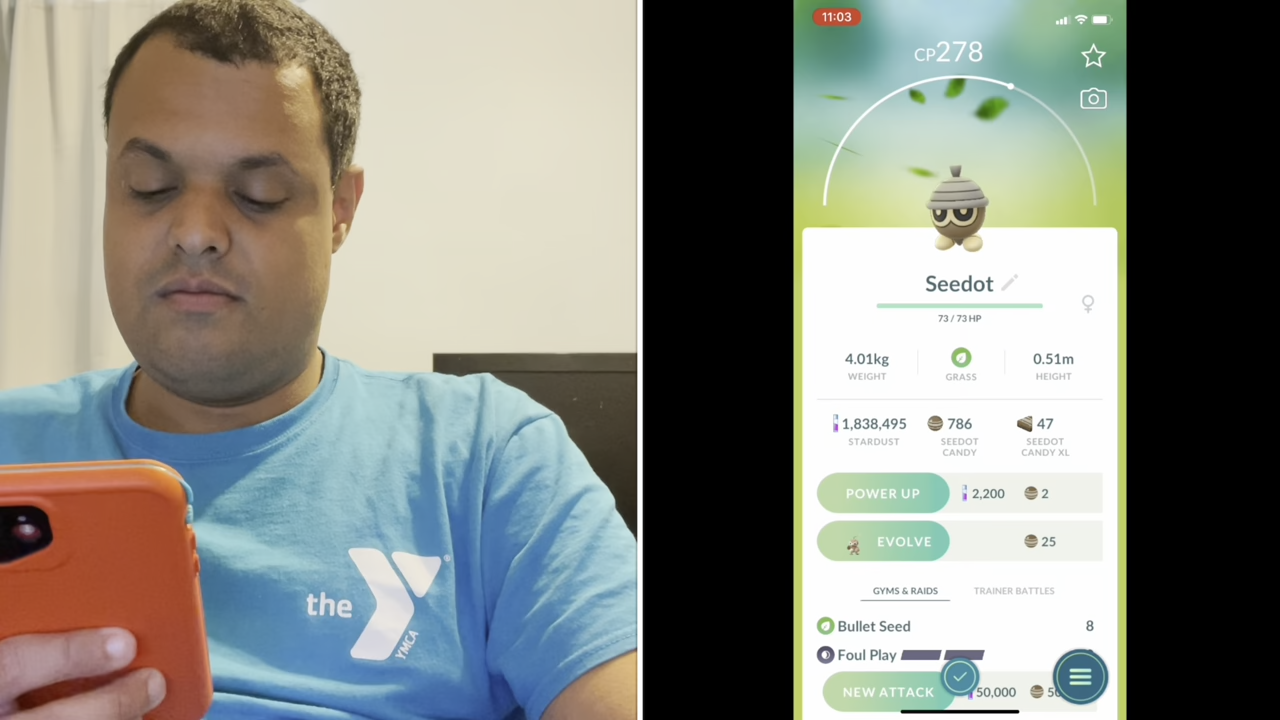 the
YMCA
®
11:03
CP278
Seedot
73 / 73 HP
4.01kg
WEIGHT
GRASS
0.51m
HEIGHT
1,838,495
STARDUST
786
SEEDOT
CANDY
47
SEEDOT
CANDY XL
POWER UP 2,200 2
EVOLVE 25
GYMS & RAIDS TRAINER BATTLES
Bullet Seed 8
Foul Play
NEW ATTACK 50,000